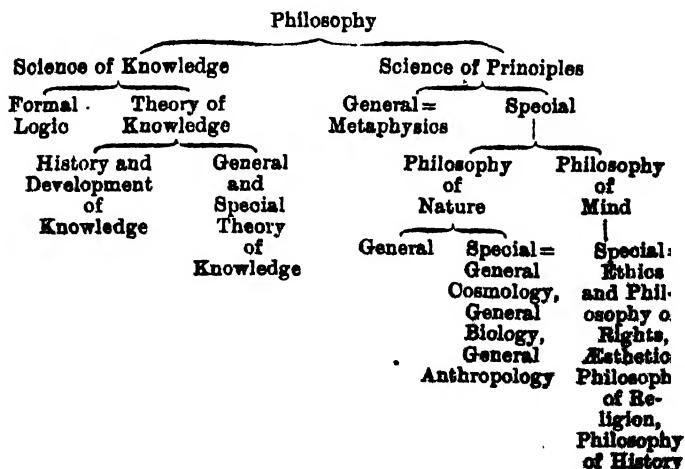 Philosophy
Science of Knowledge
Science of Principles
Formal
Logic
Theory of
Knowledge
General =
Metaphysics
Special
History and
Development
of
Knowledge
General
and
Special
Theory
of
Knowledge
Philosophy
of
Nature
Philosophy
of
Mind
General
Special =
General
Cosmology,
General
Biology,
General
Anthropology
Special =
Ethics
and Phil-
osophy o
Rights,
Æsthetic
Philosoph
of Re-
ligion,
Philosophy
of History